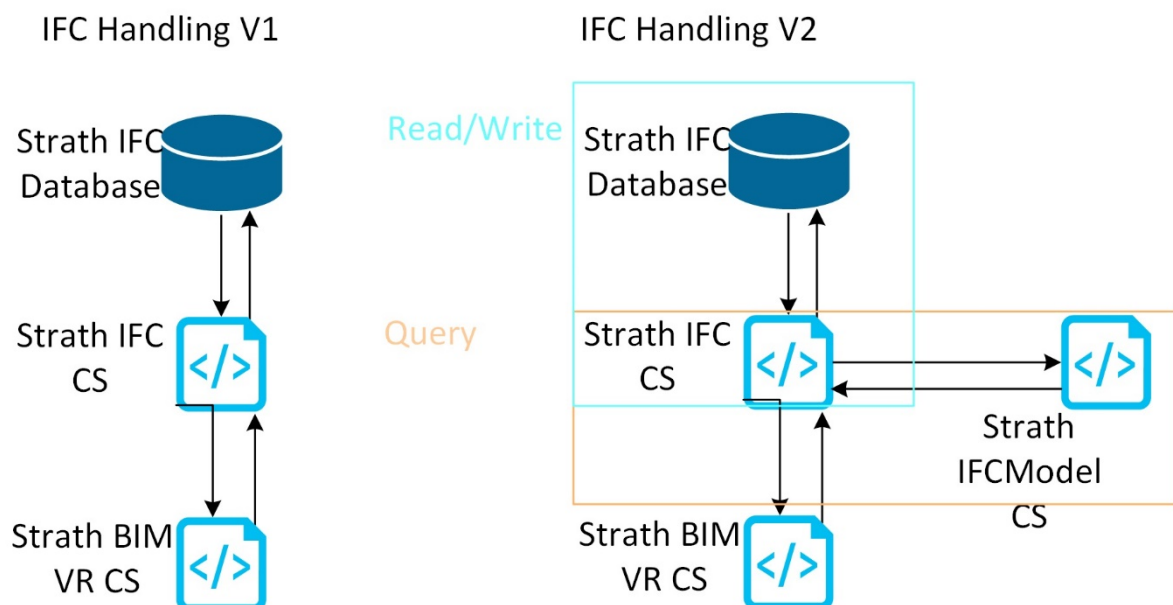 IFC Handling V1
IFC Handling V2
Strath IFC
Database
Read/Write
Strath IFC
Database
Strath IFC
CS
</>
Query
Strath IFC
CS
</>
</>
Strath
IFCModel
CS
Strath BIM
VR CS
</>
Strath BIM
VR CS
</>